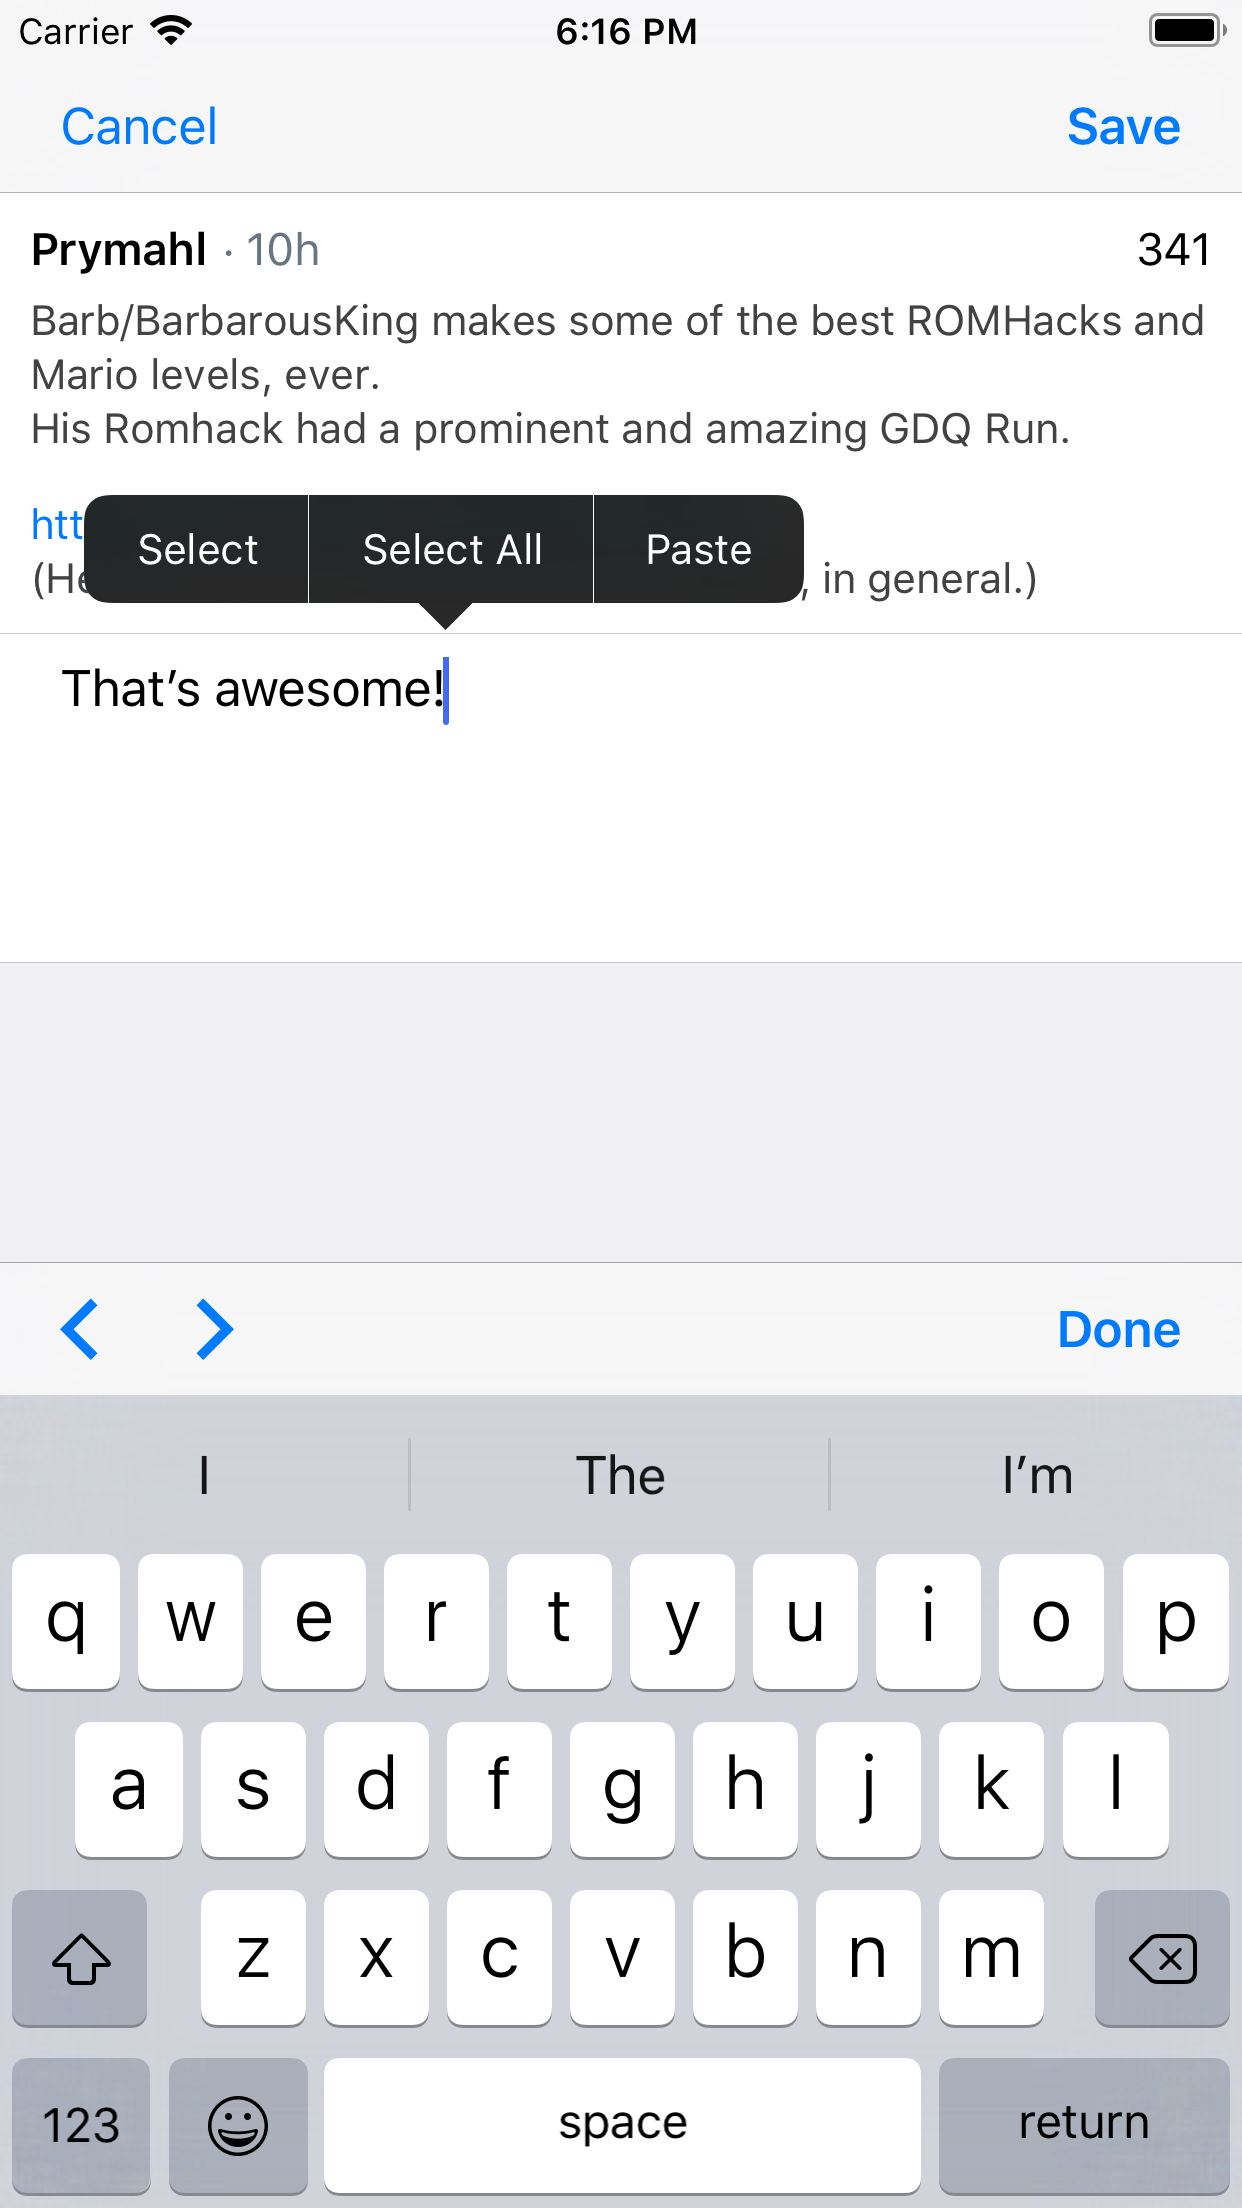 Carrier 6:16 PM
Cancel Save
Prymahl · 10h 341
Barb/BarbarousKing makes some of the best ROMHacks and
Mario levels, ever.
His Romhack had a prominent and amazing GDQ Run.
htt
Select Select All Paste
(He , in general.)
That's awesome!
Done
I The I'm
q w e r t y u i o p
a s d f g h j k l
z x c v b n m
123 space return